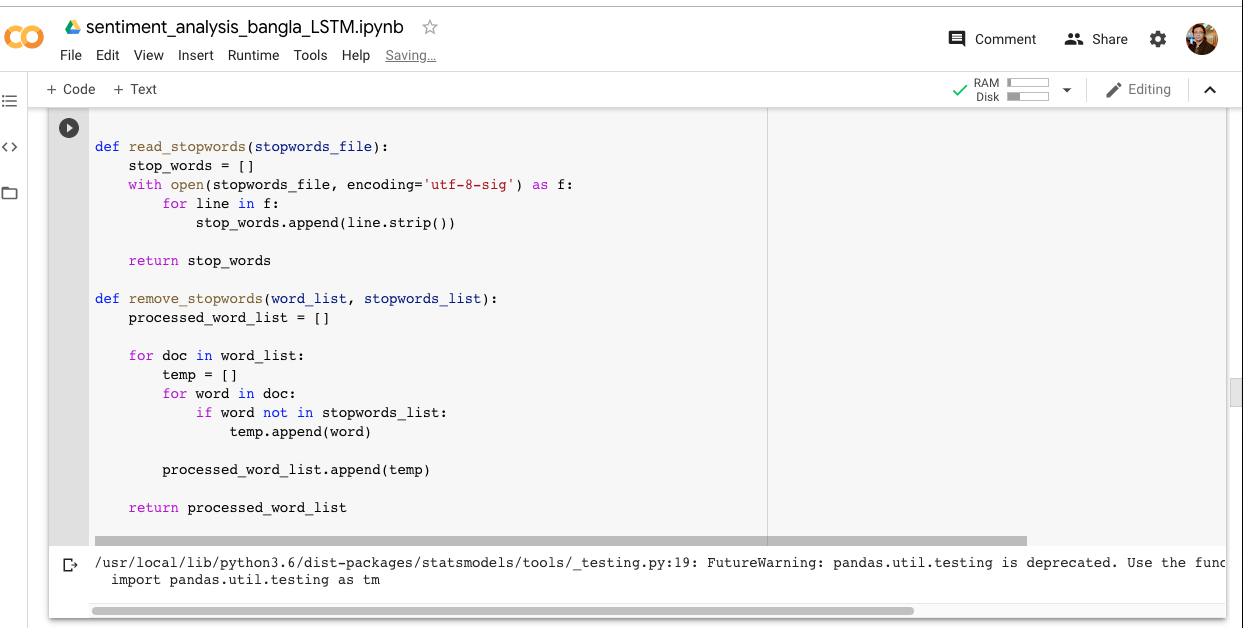 sentiment_analysis_bangla_LSTM.ipynb
File Edit View Insert Runtime Tools Help Saving…
Comment Share
+ Code + Text
RAM
Disk
Editing
def read_stopwords(stopwords_file):
    stop_words = []
    with open(stopwords_file, encoding='utf-8-sig') as f:
        for line in f:
            stop_words.append(line.strip())
    return stop_words
def remove_stopwords(word_list, stopwords_list):
    processed_word_list = []
    for doc in word_list:
        temp = []
        for word in doc:
            if word not in stopwords_list:
                temp.append(word)
        processed_word_list.append(temp)
    return processed_word_list
/usr/local/lib/python3.6/dist-packages/statsmodels/tools/_testing.py:19: FutureWarning: pandas.util.testing is deprecated. Use the func
  import pandas.util.testing as tm